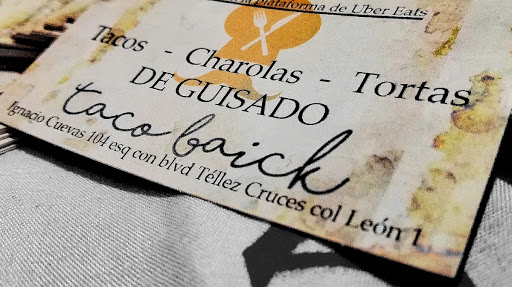 Plataforma de Uber Eats
Tacos - Charolas - Tortas
DE GUISADO
taco baick
Ignacio Cuevas 104 esq con blvd Téllez Cruces col León 1